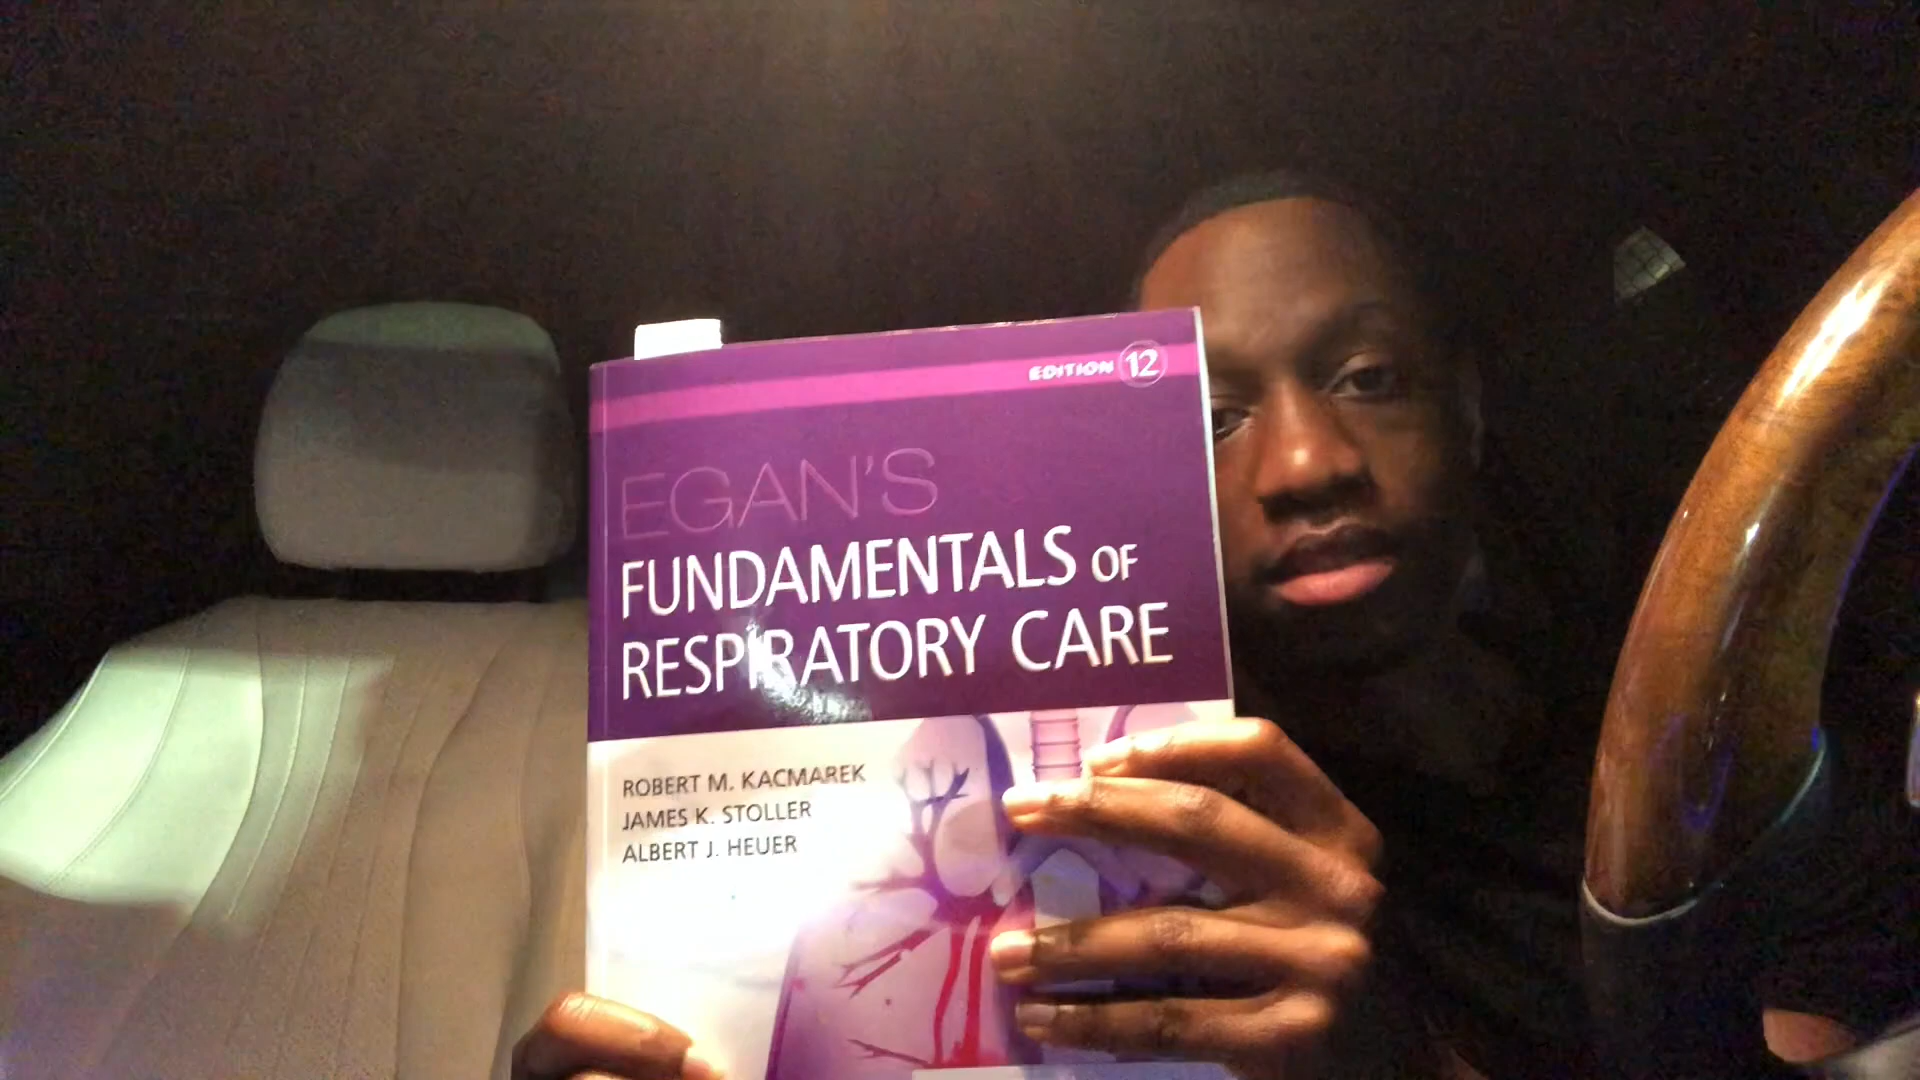 EDITION 12
EGAN'S
FUNDAMENTALS OF
RESPIRATORY CARE
ROBERT M. KACMAREK
JAMES K. STOLLER
ALBERT J. HEUER